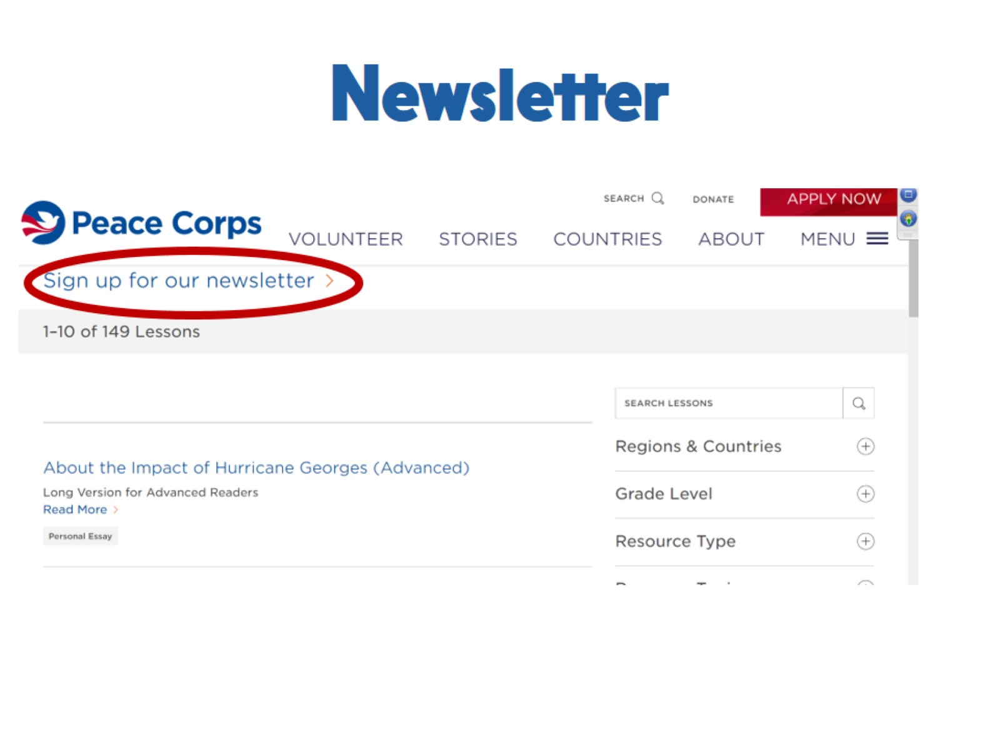 Newsletter
SEARCH DONATE APPLY NOW
Peace Corps
VOLUNTEER STORIES COUNTRIES ABOUT MENU
Sign up for our newsletter >
1–10 of 149 Lessons
SEARCH LESSONS
Regions & Countries
About the Impact of Hurricane Georges (Advanced)
Long Version for Advanced Readers
Read More >
Personal Essay
Grade Level
Resource Type